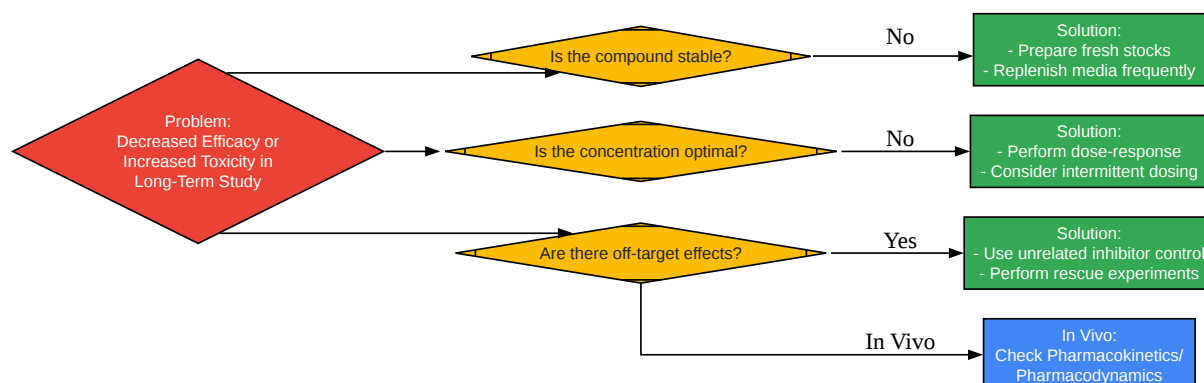 Problem:
Decreased Efficacy or
Increased Toxicity in
Long-Term Study
Is the compound stable?
No
Solution:
- Prepare fresh stocks
- Replenish media frequently
Is the concentration optimal?
No
Solution:
- Perform dose-response
- Consider intermittent dosing
Are there off-target effects?
Yes
Solution:
- Use unrelated inhibitor control
- Perform rescue experiments
In Vivo
In Vivo:
Check Pharmacokinetics/
Pharmacodynamics